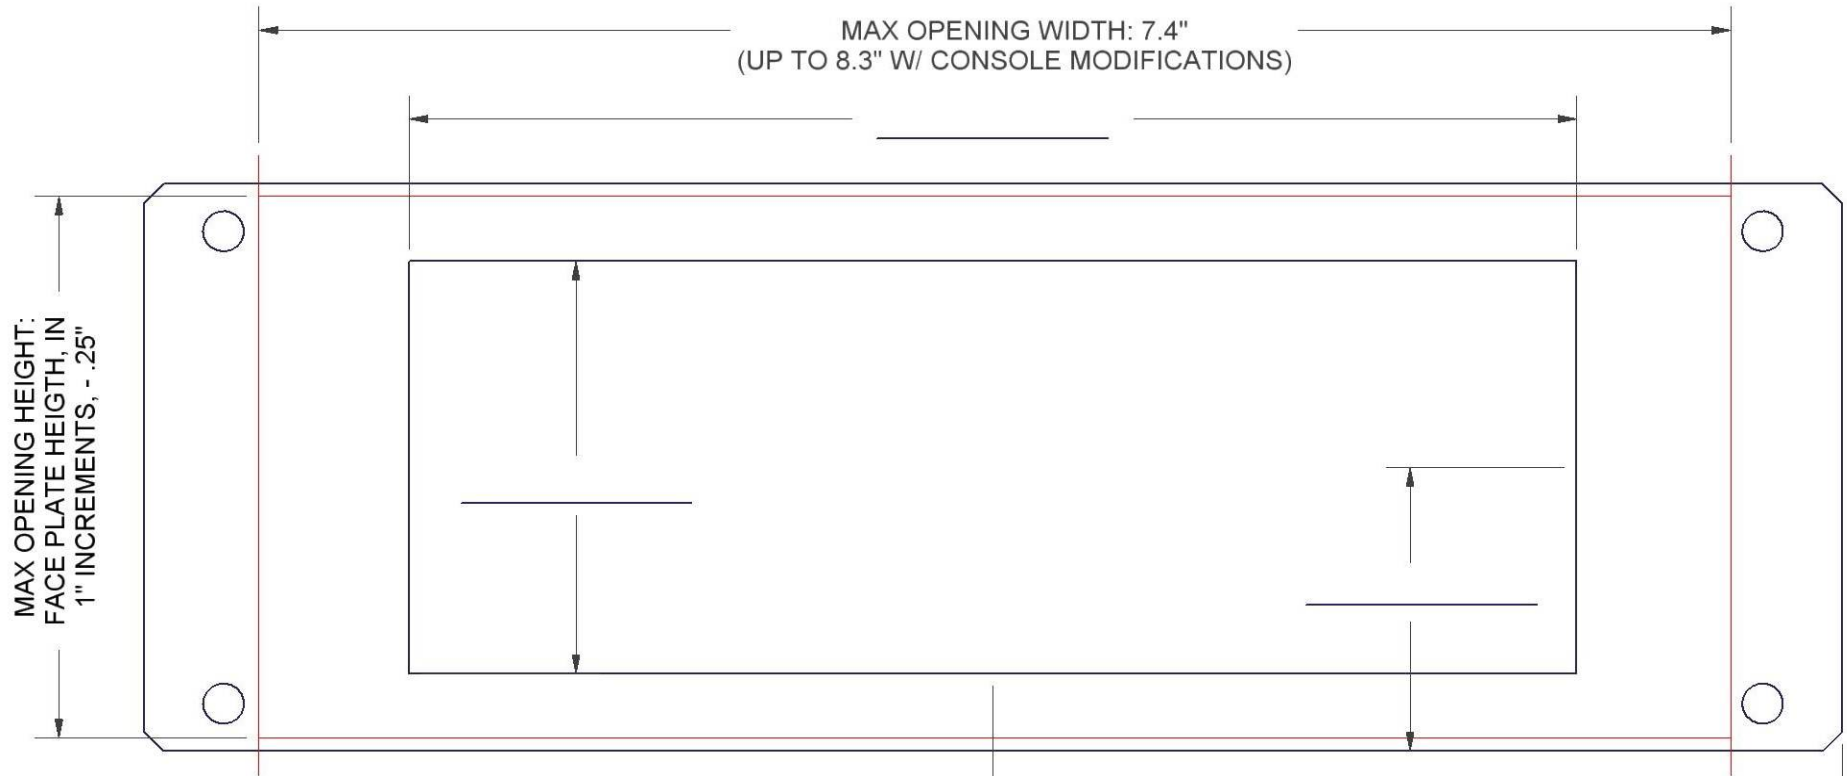 MAX OPENING WIDTH: 7.4"
(UP TO 8.3" W/ CONSOLE MODIFICATIONS)
MAX OPENING HEIGHT:
FACE PLATE HEIGTH, IN
1" INCREMENTS, - .25"